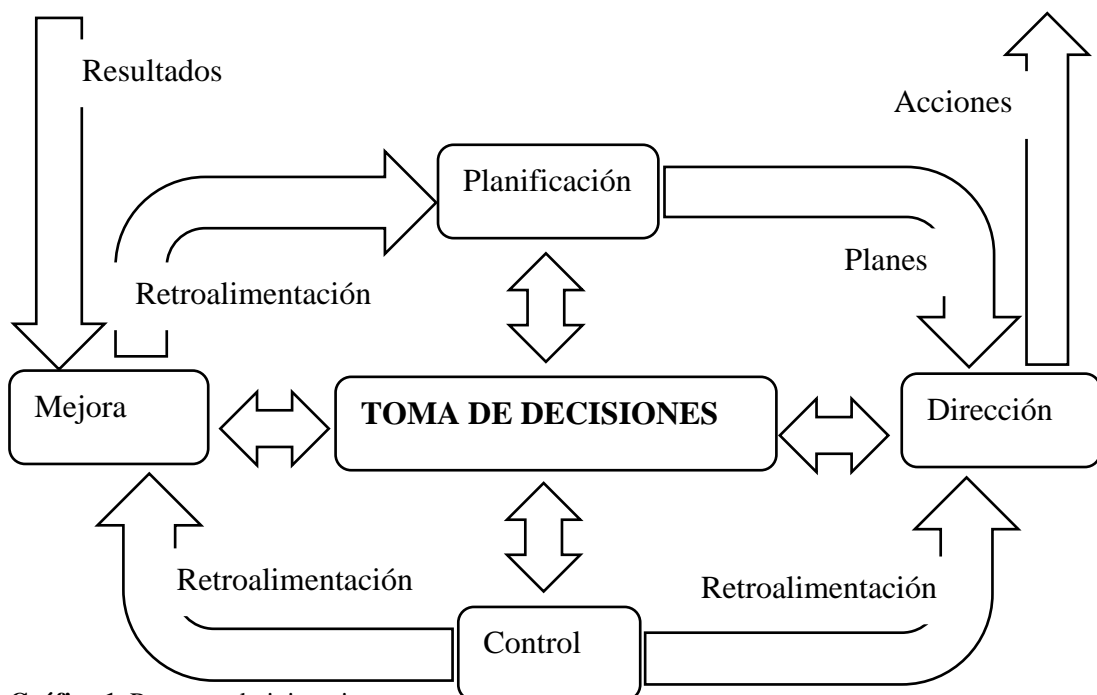 Resultados
Acciones
Planificación
Planes
Retroalimentación
Mejora
TOMA DE DECISIONES
Dirección
Retroalimentación
Retroalimentación
Control